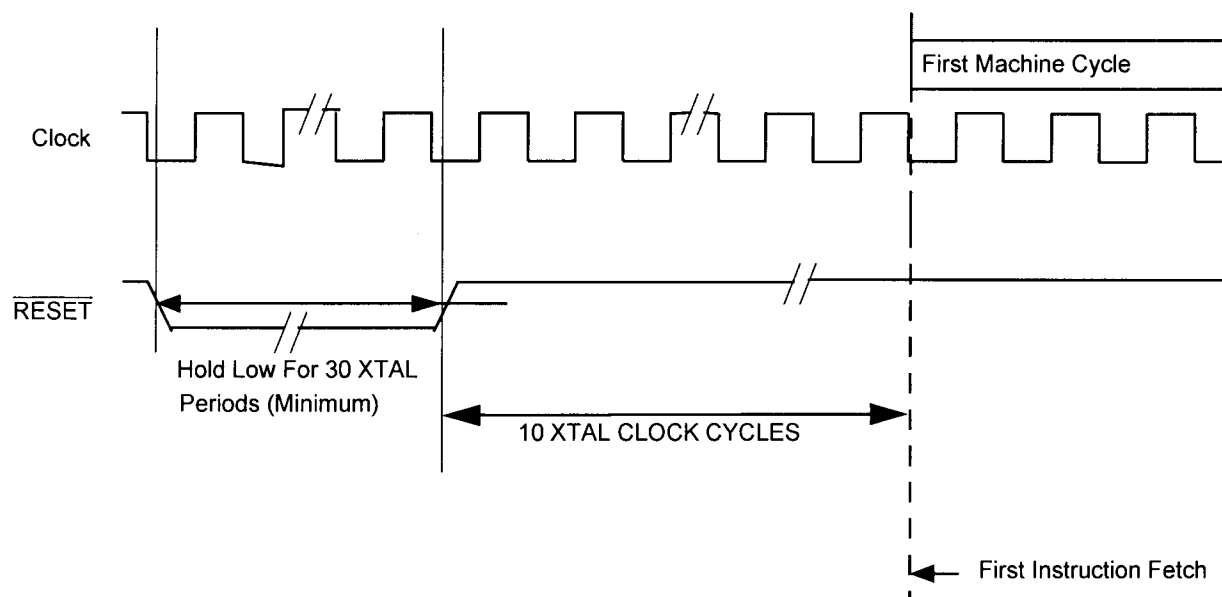 First Machine Cycle
Clock
RESET
Hold Low For 30 XTAL
Periods (Minimum)
10 XTAL CLOCK CYCLES
First Instruction Fetch